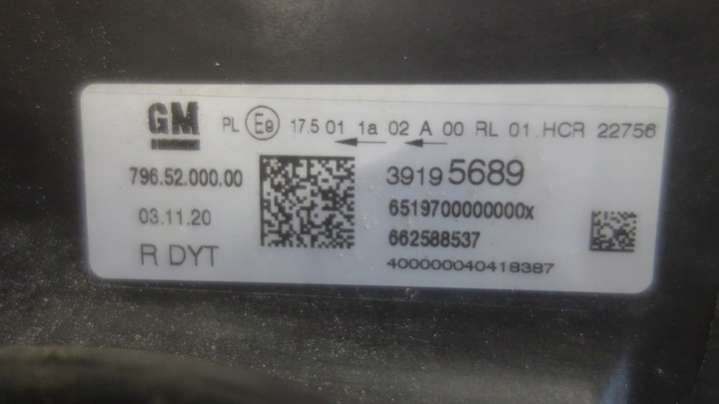 GM PL E9 17.5 01 1a 02 A 00 RL 01 HCR 22756
796.52.000.00
39195689
03.11.20
6519700000000x
662588537
R DYT
400000040418387